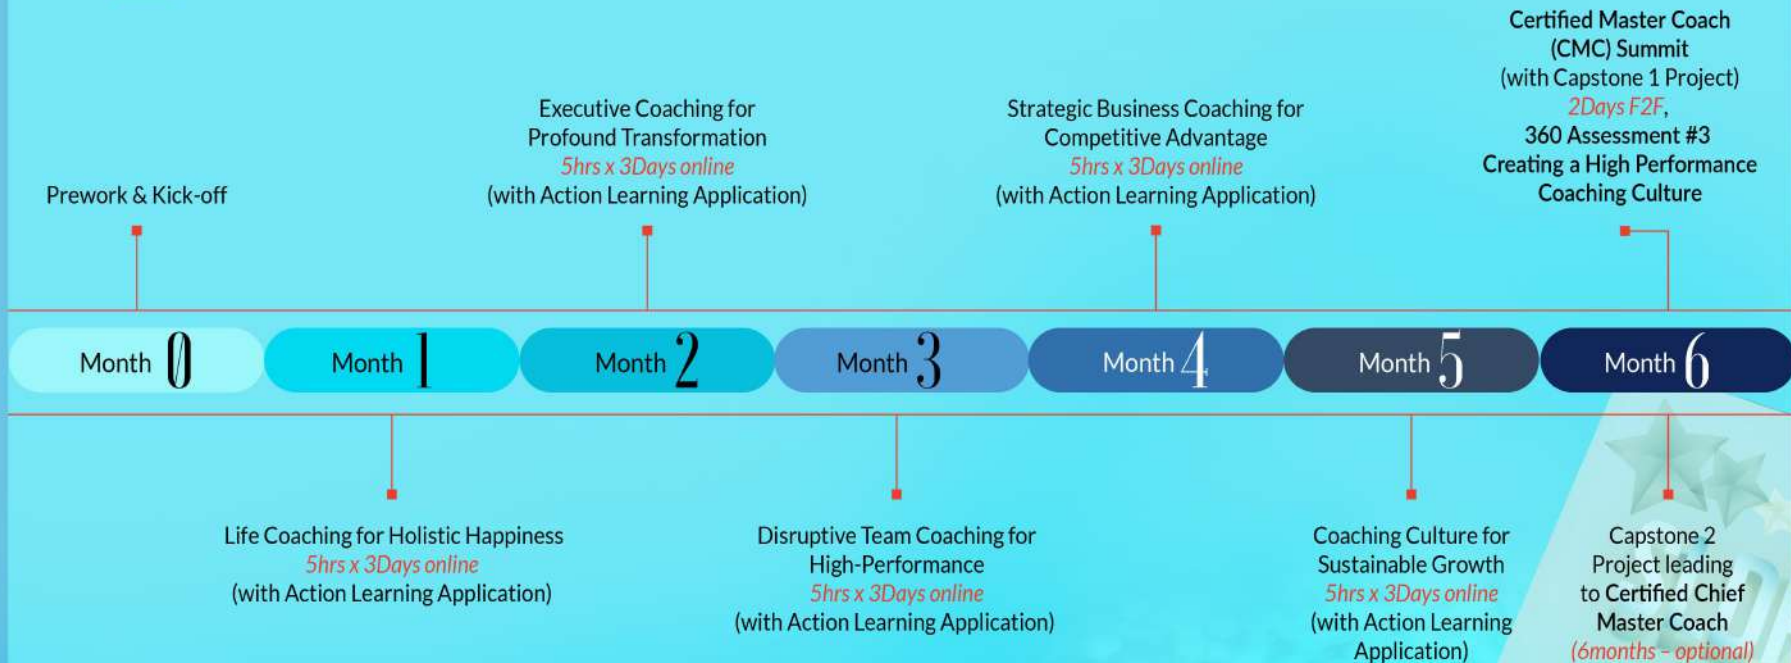 Prework & Kick-off
Executive Coaching for
Profound Transformation
5hrs x 3Days online
(with Action Learning Application)
Strategic Business Coaching for
Competitive Advantage
5hrs x 3Days online
(with Action Learning Application)
Certified Master Coach
(CMC) Summit
(with Capstone 1 Project)
2Days F2F,
360 Assessment #3
Creating a High Performance
Coaching Culture
Month 0
Month 1
Month 2
Month 3
Month 4
Month 5
Month 6
Life Coaching for Holistic Happiness
5hrs x 3Days online
(with Action Learning Application)
Disruptive Team Coaching for
High-Performance
5hrs x 3Days online
(with Action Learning Application)
Coaching Culture for
Sustainable Growth
5hrs x 3Days online
(with Action Learning
Application)
Capstone 2
Project leading
to Certified Chief
Master Coach
(6months – optional)